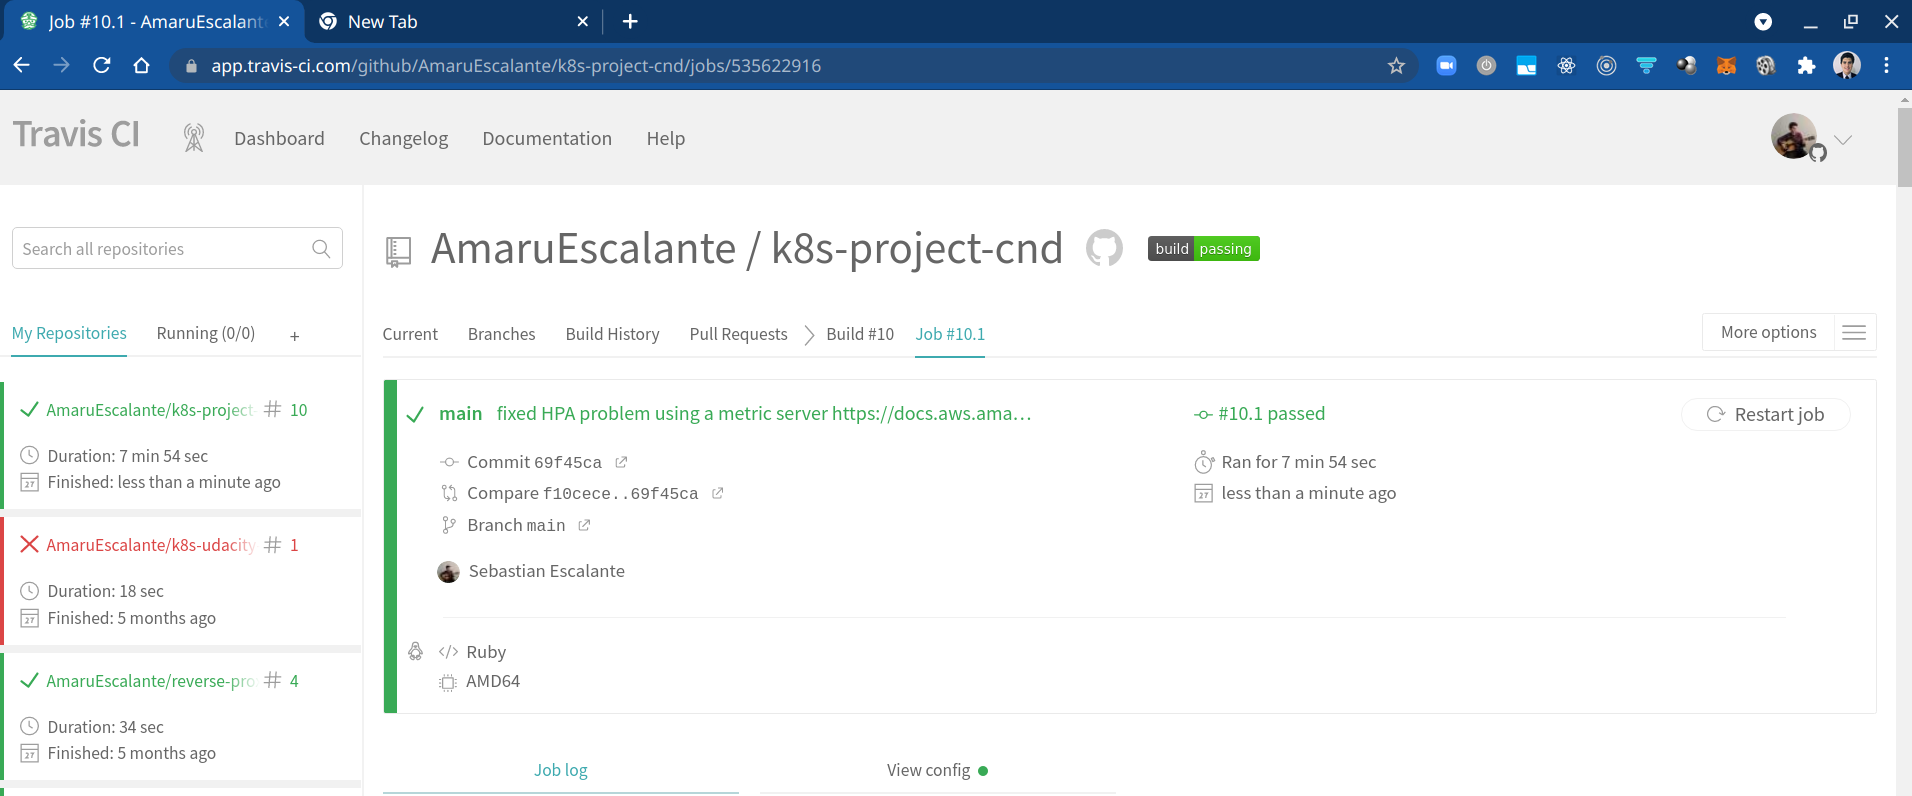 Job #10.1 - AmaruEscalant
New Tab
app.travis-ci.com/github/AmaruEscalante/k8s-project-cnd/jobs/535622916
Travis CI
Dashboard
Changelog
Documentation
Help
Search all repositories
My Repositories
Running (0/0)
+
AmaruEscalante/k8s-project- # 10
Duration: 7 min 54 sec
Finished: less than a minute ago
AmaruEscalante/k8s-udacity # 1
Duration: 18 sec
Finished: 5 months ago
AmaruEscalante/reverse-pro # 4
Duration: 34 sec
Finished: 5 months ago
AmaruEscalante / k8s-project-cnd
build passing
Current
Branches
Build History
Pull Requests
Build #10
Job #10.1
More options
main fixed HPA problem using a metric server https://docs.aws.ama…
Commit 69f45ca
Compare f10cece..69f45ca
Branch main
Sebastian Escalante
#10.1 passed
Ran for 7 min 54 sec
less than a minute ago
Restart job
</> Ruby
AMD64
Job log
View config